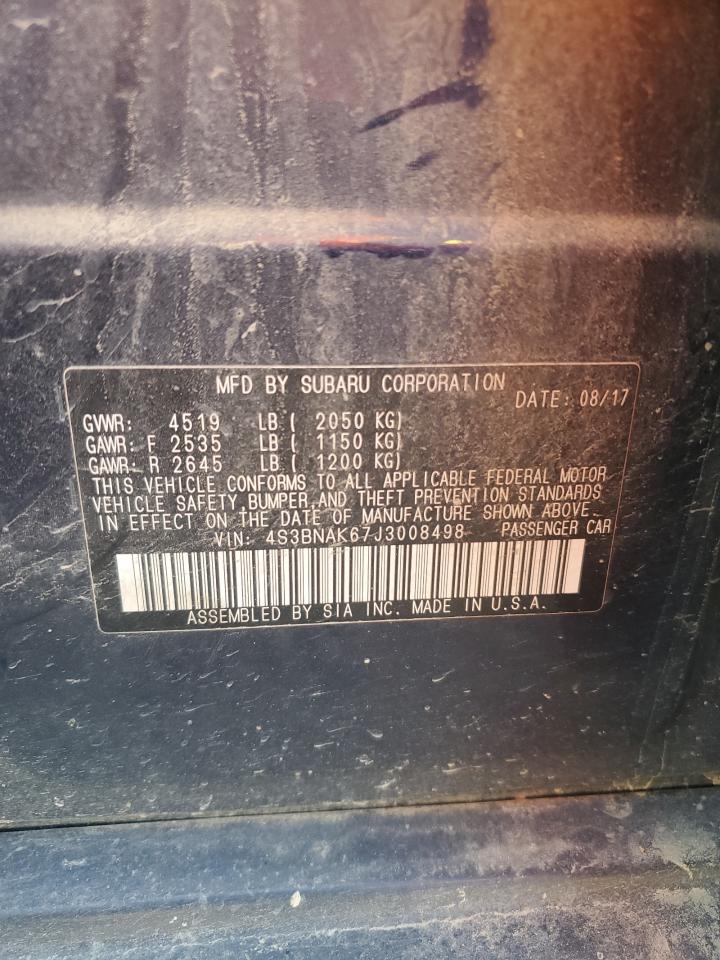 MFD BY SUBARU CORPORATION
DATE: 08/17
GVWR: 4519 LB ( 2050 KG)
GAWR: F 2535 LB ( 1150 KG)
GAWR: R 2645 LB ( 1200 KG)
THIS VEHICLE CONFORMS TO ALL APPLICABLE FEDERAL MOTOR
VEHICLE SAFETY, BUMPER, AND THEFT PREVENTION STANDARDS
IN EFFECT ON THE DATE OF MANUFACTURE SHOWN ABOVE.
VIN: 4S3BNAK67J3008498 PASSENGER CAR
ASSEMBLED BY SIA INC. MADE IN U.S.A.